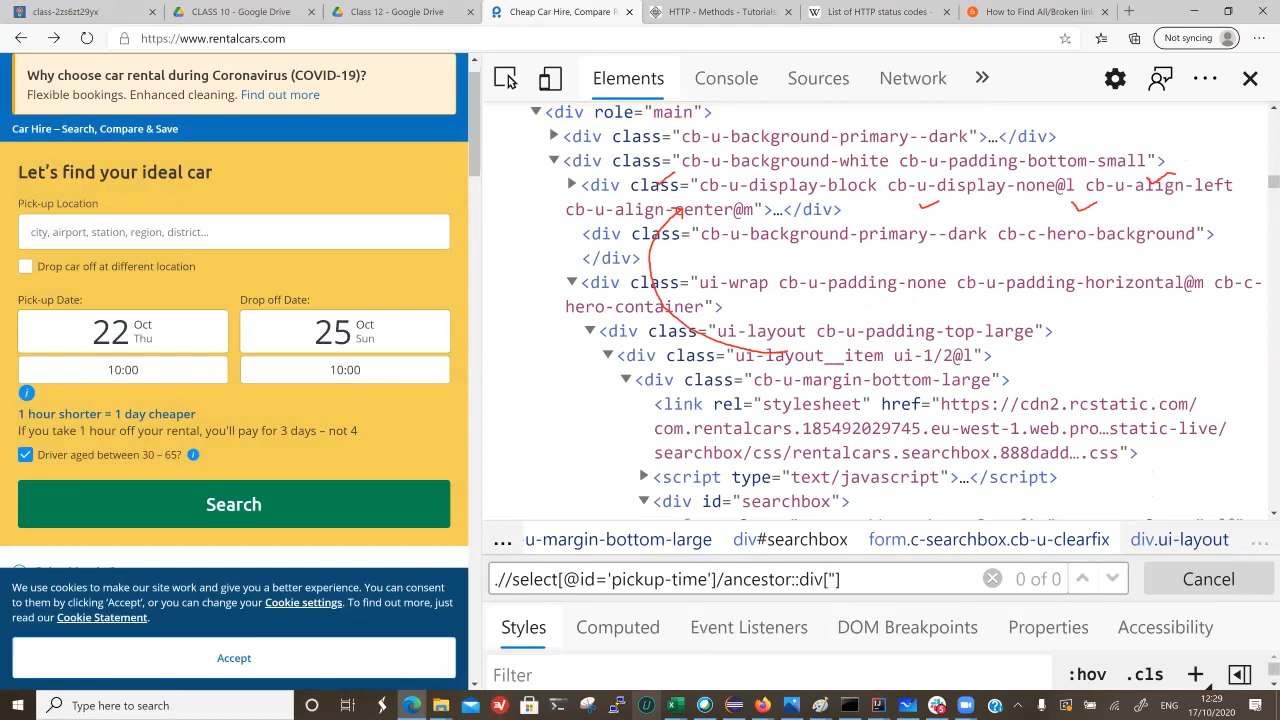 class-2zs6zt29yx
CLASS 10 - Google Drive
Class 12 - Google Drive
Cheap Car Hire, Compare R
HTTP - Methods - Tutorials
List of HTTP status codes -
How to Find All/Broken link
https://www.rentalcars.com
Not syncing
Why choose car rental during Coronavirus (COVID-19)?
Flexible bookings. Enhanced cleaning. Find out more
Car Hire – Search, Compare & Save
Let's find your ideal car
Pick-up Location
city, airport, station, region, district...
Drop car off at different location
Pick-up Date:
Drop off Date:
22 Oct Thu
25 Oct Sun
10:00
10:00
1 hour shorter = 1 day cheaper
If you take 1 hour off your rental, you'll pay for 3 days – not 4
Driver aged between 30 – 65?
Search
We use cookies to make our site work and give you a better experience. You can consent
to them by clicking 'Accept', or you can change your Cookie settings. To find out more, just
read our Cookie Statement.
Accept
Elements
Console
Sources
Network
<div role="main">
<div class="cb-u-background-primary--dark">…</div>
<div class="cb-u-background-white cb-u-padding-bottom-small">
<div class="cb-u-display-block cb-u-display-none@l cb-u-align-left
cb-u-align-center@m">…</div>
<div class="cb-u-background-primary--dark cb-c-hero-background">
</div>
<div class="ui-wrap cb-u-padding-none cb-u-padding-horizontal@m cb-c-
hero-container">
<div class="ui-layout cb-u-padding-top-large">
<div class="ui-layout__item ui-1/2@l">
<div class="cb-u-margin-bottom-large">
<link rel="stylesheet" href="https://cdn2.rcstatic.com/
com.rentalcars.185492029745.eu-west-1.web.pro…static-live/
searchbox/css/rentalcars.searchbox.888dadd….css">
<script type="text/javascript">…</script>
<div id="searchbox">
... -u-margin-bottom-large div#searchbox form.c-searchbox.cb-u-clearfix div.ui-layout ...
.//select[@id='pickup-time']/ancestor::div['']
0 of 0
Cancel
Styles
Computed
Event Listeners
DOM Breakpoints
Properties
Accessibility
Filter
:hov
.cls
Type here to search
12:29
17/10/2020